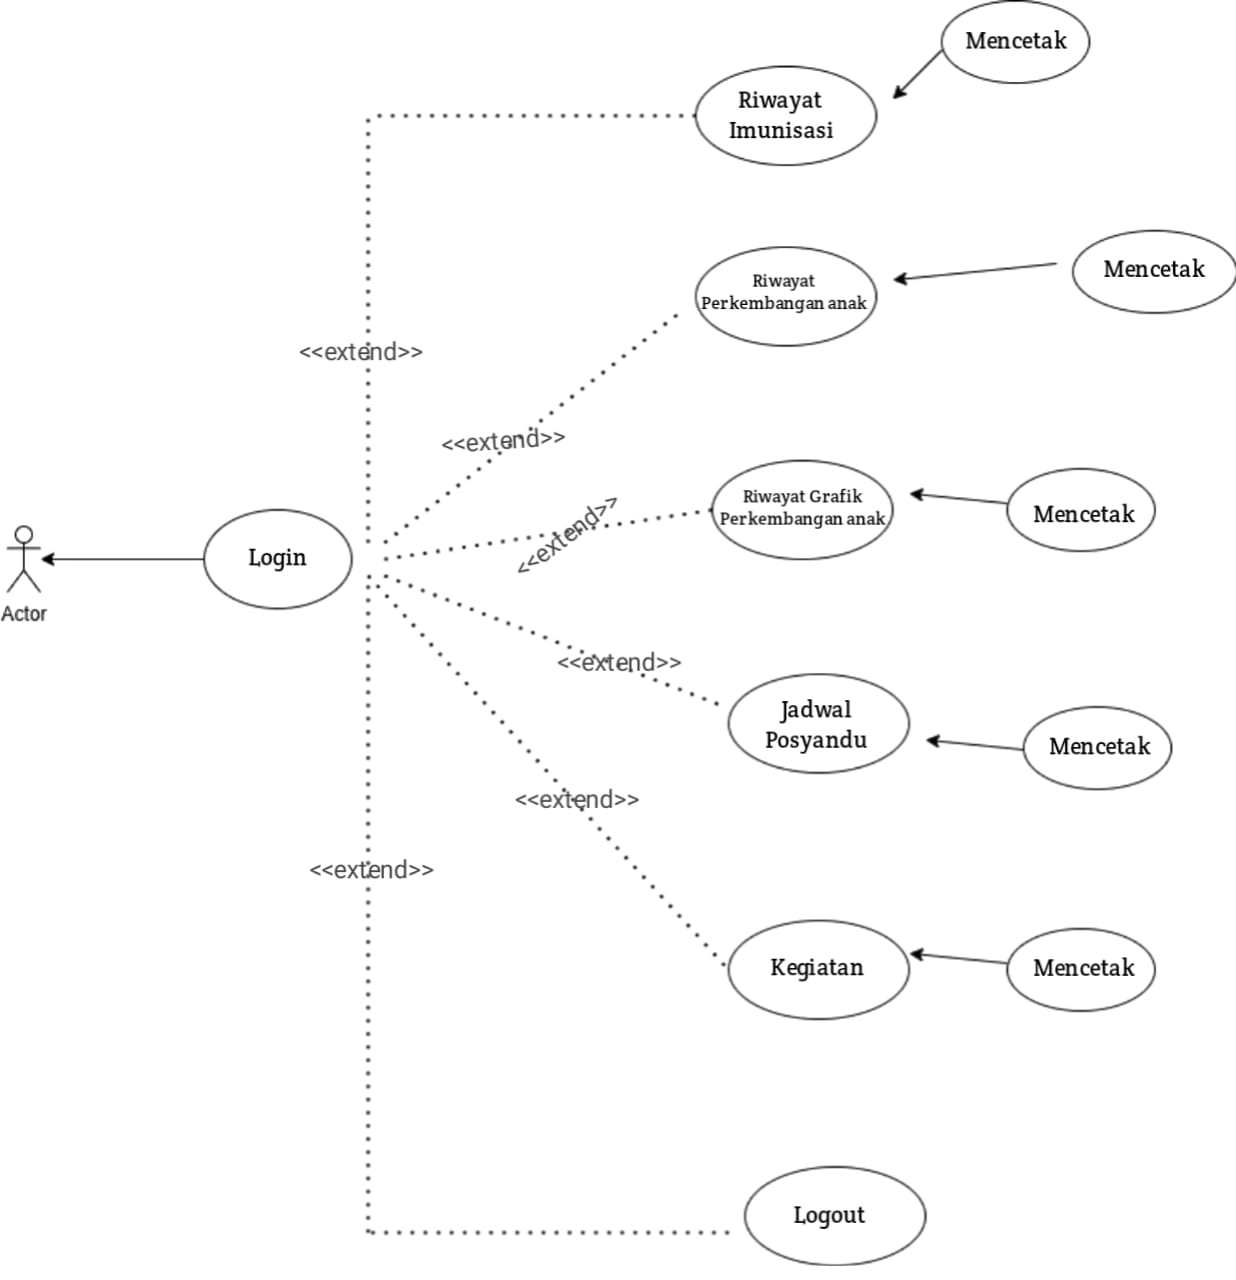 Mencetak
Riwayat
Imunisasi
Riwayat
Perkembangan anak
Mencetak
<<extend>>
<<extend>>
<<extend>>
Riwayat Grafik
Perkembangan anak
Mencetak
Login
Actor
<<extend>>
Jadwal
Posyandu
Mencetak
<<extend>>
<<extend>>
Kegiatan
Mencetak
Logout